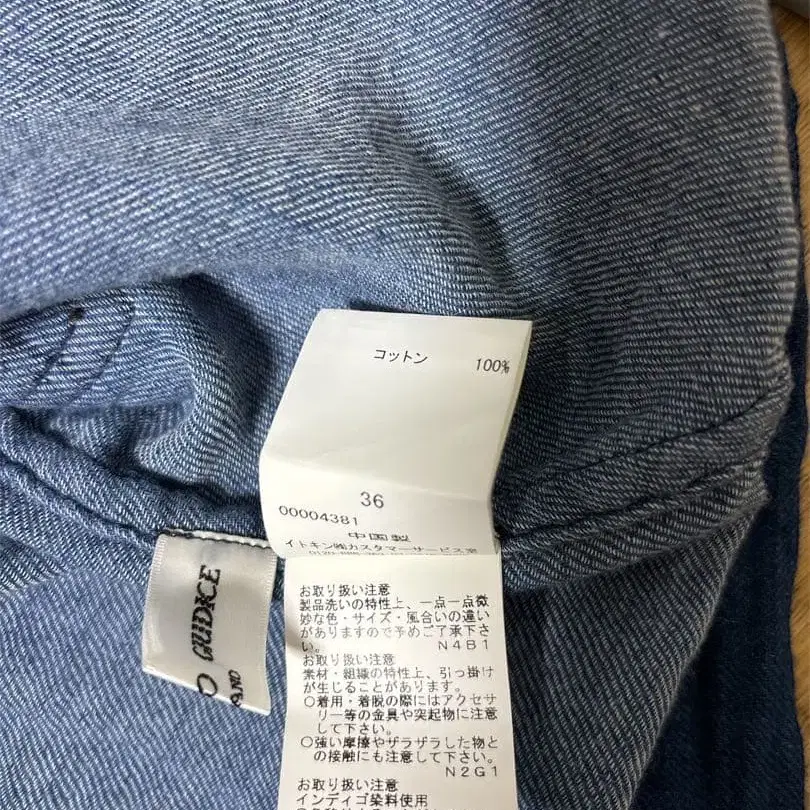 コットン 100%
36
00004381
中国製
イトキン㈱カスタマーサービス室
GIUDICE
お取り扱い注意
製品洗いの特性上、一点一点微
妙な色・サイズ・風合いの違い
がありますので予めご了承下さ
い。 N4B1
お取り扱い注意
素材・組織の特性上、引っ掛け
が生じることがあります。
○着用・着脱の際にはアクセサ
リー等の金具や突起物に注意
して下さい。
○強い摩擦やザラザラした物と
の接触にも注意して下さい。
N2G1
お取り扱い注意
インディゴ染料使用